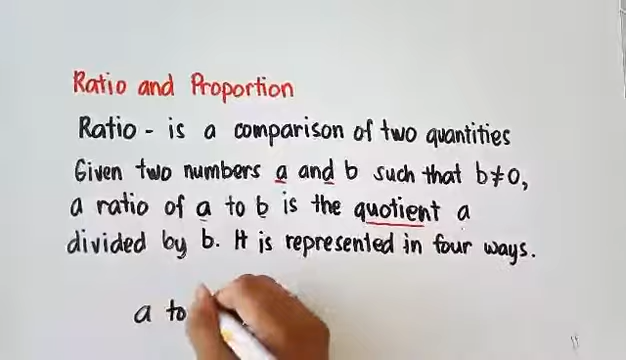 Ratio and Proportion
Ratio - is a comparison of two quantities
Given two numbers a and b such that b≠0,
a ratio of a to b is the quotient a
divided by b. It is represented in four ways.
a to